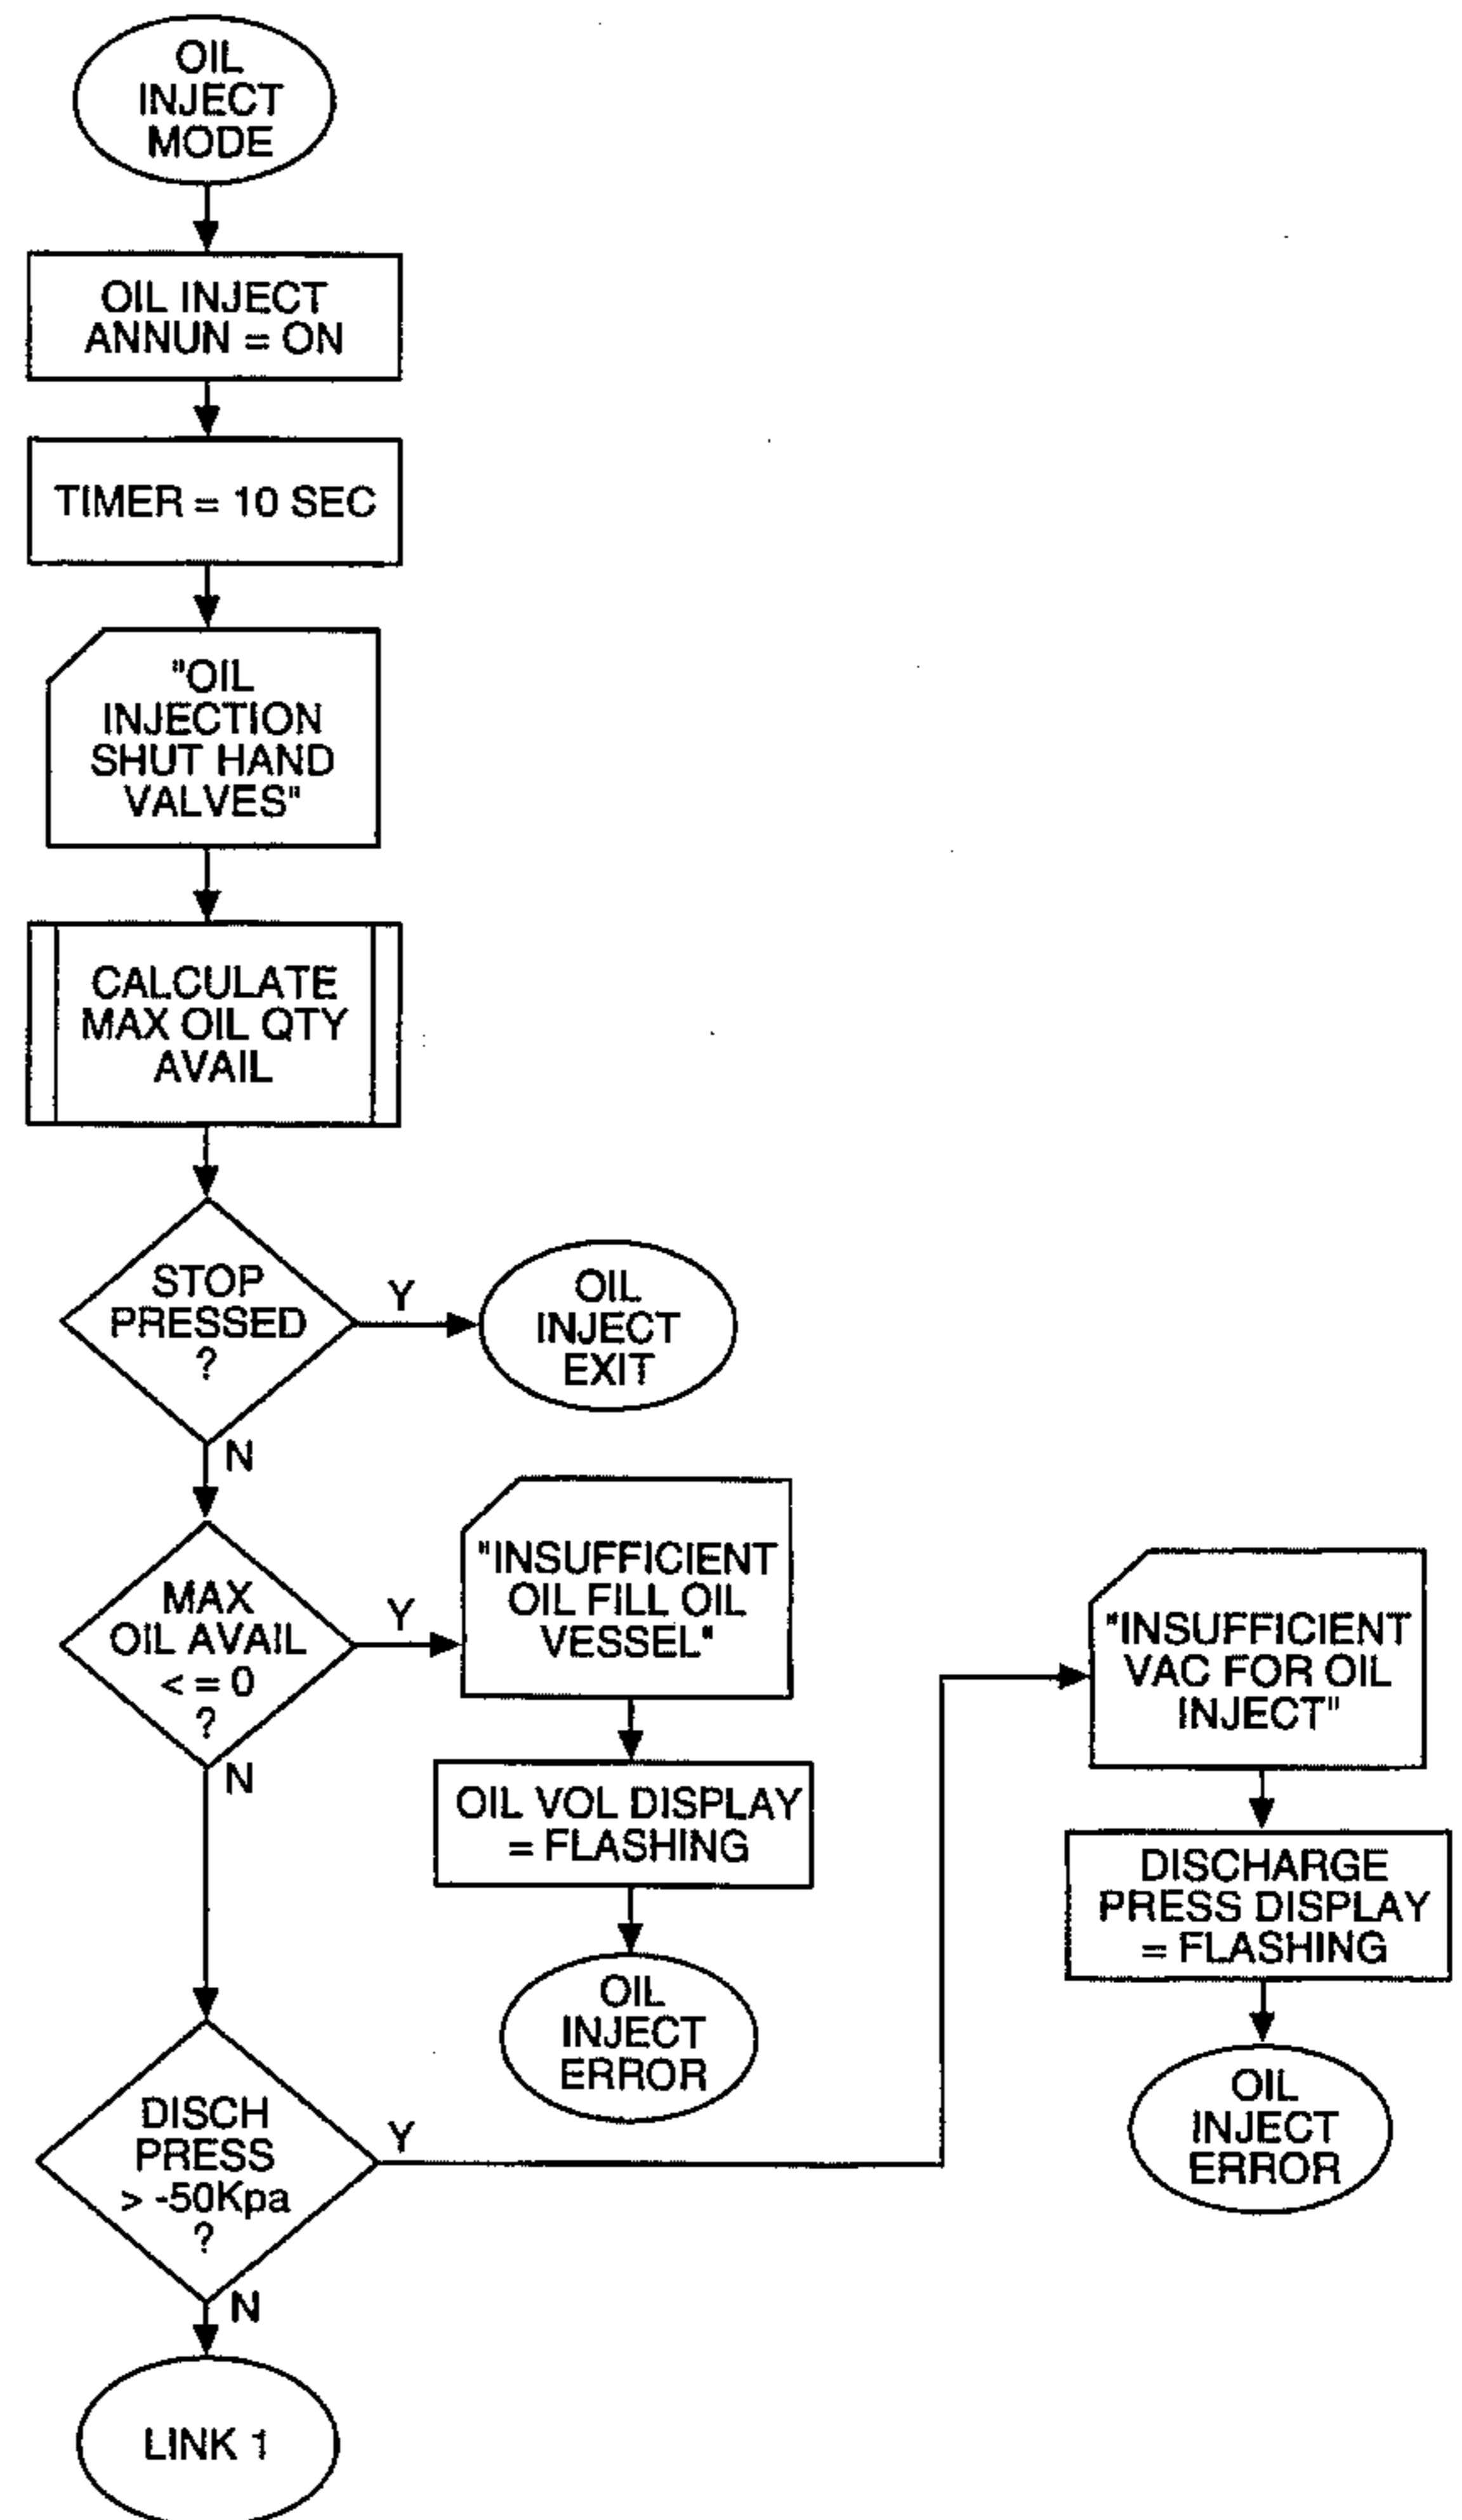 OIL
INJECT
MODE
OIL INJECT
ANNUN = ON
TIMER = 10 SEC
"OIL
INJECTION
SHUT HAND
VALVES"
CALCULATE
MAX OIL QTY
AVAIL
STOP
PRESSED
?
Y
OIL
INJECT
EXIT
N
MAX
OIL AVAIL
< = 0
?
Y
"INSUFFICIENT
OIL FILL OIL
VESSEL"
N
OIL VOL DISPLAY
= FLASHING
OIL
INJECT
ERROR
DISCH
PRESS
> -50Kpa
?
Y
"INSUFFICIENT
VAC FOR OIL
INJECT"
DISCHARGE
PRESS DISPLAY
= FLASHING
OIL
INJECT
ERROR
N
LINK 1